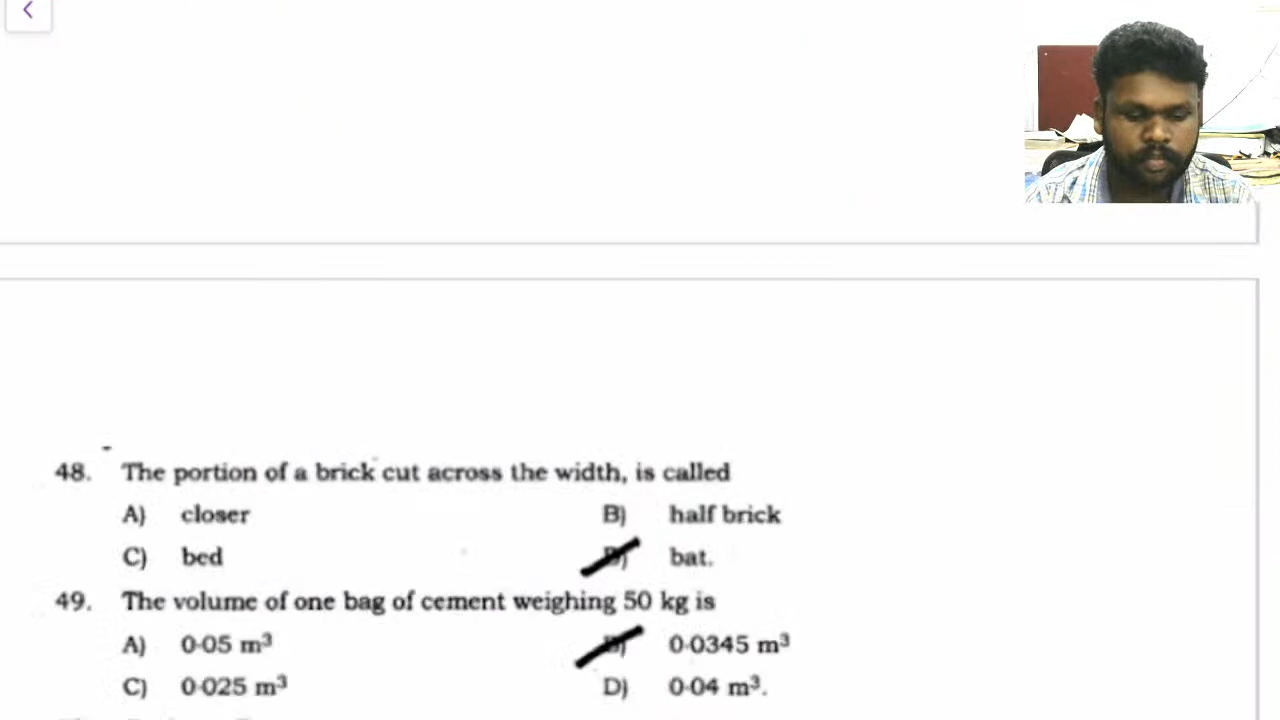 48. The portion of a brick cut across the width, is called
A) closer B) half brick
C) bed D) bat.
49. The volume of one bag of cement weighing 50 kg is
A) 0·05 m³ B) 0·0345 m³
C) 0·025 m³ D) 0·04 m³.